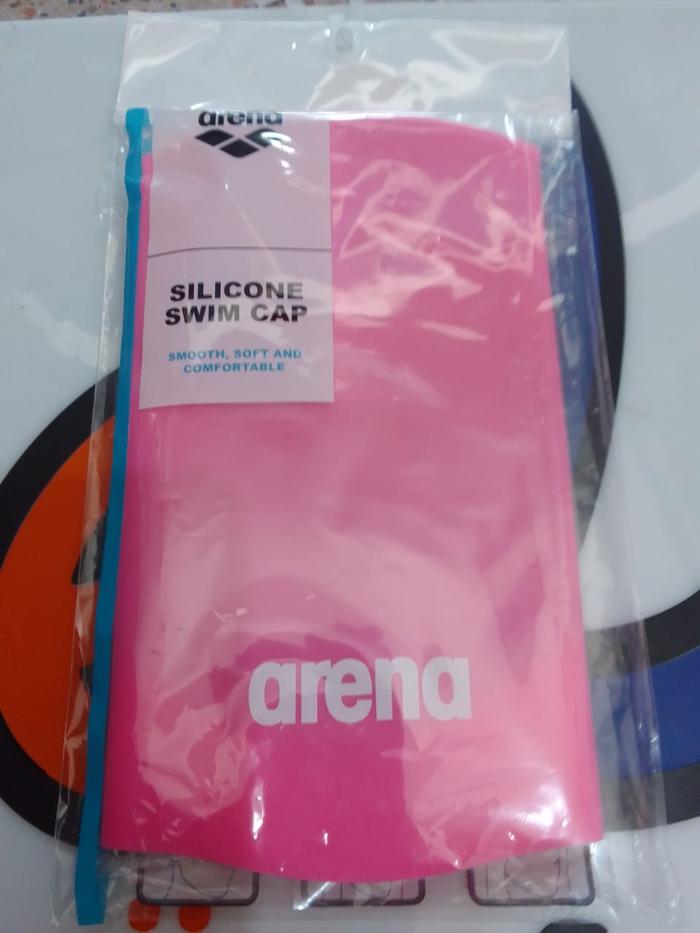 arena
SILICONE
SWIM CAP
SMOOTH, SOFT AND
COMFORTABLE
arena